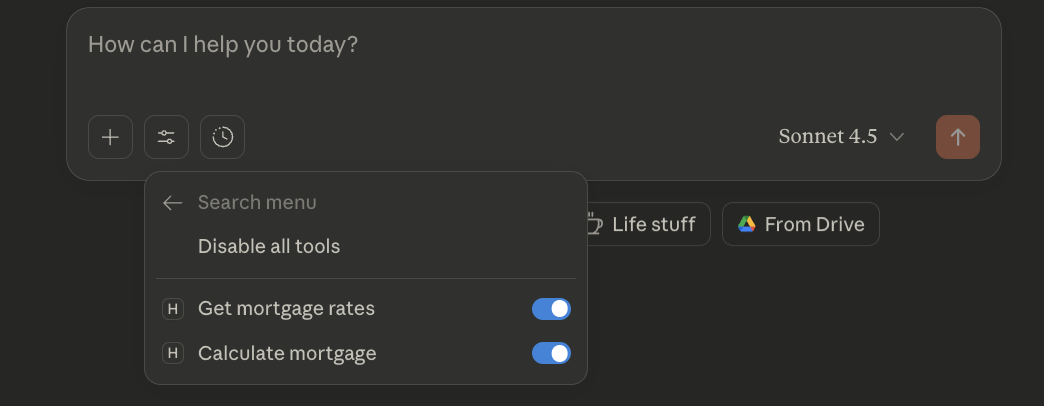 How can I help you today?
Sonnet 4.5
Search menu
Disable all tools
Life stuff
From Drive
H Get mortgage rates
H Calculate mortgage